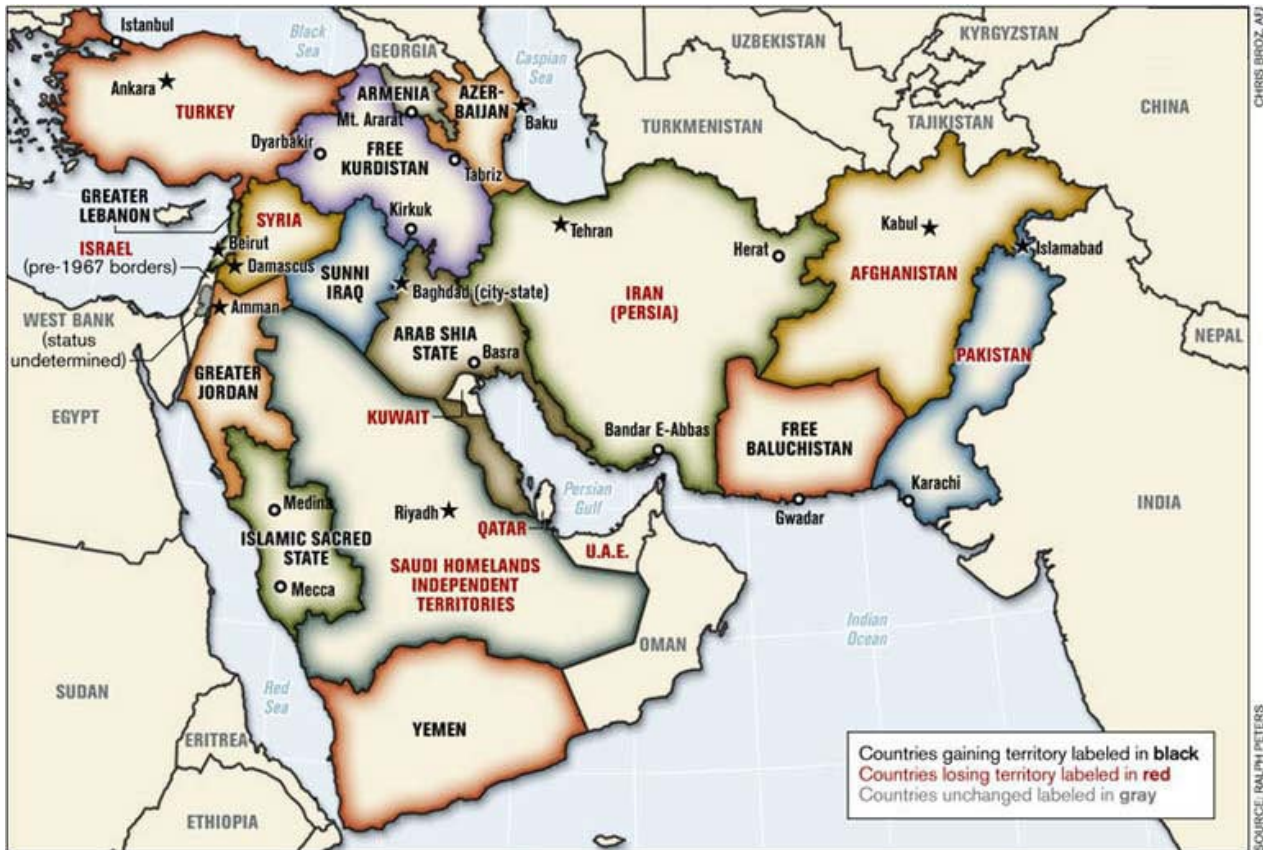 Istanbul
Black
Sea
GEORGIA
Caspian
Sea
UZBEKISTAN
KYRGYZSTAN
CHRIS BROZ, AFJ
Ankara
TURKEY
ARMENIA
AZER-
BAIJAN
Baku
TURKMENISTAN
TAJIKISTAN
CHINA
Mt. Ararat
Dyarbakir
FREE
KURDISTAN
Tabriz
GREATER
LEBANON
SYRIA
Kirkuk
Tehran
Herat
Kabul
Islamabad
ISRAEL
(pre-1967 borders)
Beirut
Damascus
SUNNI
IRAQ
Baghdad (city-state)
IRAN
(PERSIA)
AFGHANISTAN
Amman
WEST BANK
(status
undetermined)
ARAB SHIA
STATE
Basra
PAKISTAN
NEPAL
GREATER
JORDAN
EGYPT
KUWAIT
Bandar E-Abbas
FREE
BALUCHISTAN
Medina
Persian
Gulf
Gwadar
Karachi
INDIA
ISLAMIC SACRED
STATE
Riyadh
QATAR
U.A.E.
Mecca
SAUDI HOMELANDS
INDEPENDENT
TERRITORIES
OMAN
Indian
Ocean
SUDAN
Red
Sea
YEMEN
ERITREA
ETHIOPIA
Countries gaining territory labeled in black
Countries losing territory labeled in red
Countries unchanged labeled in gray
SOURCE: RALPH PETERS